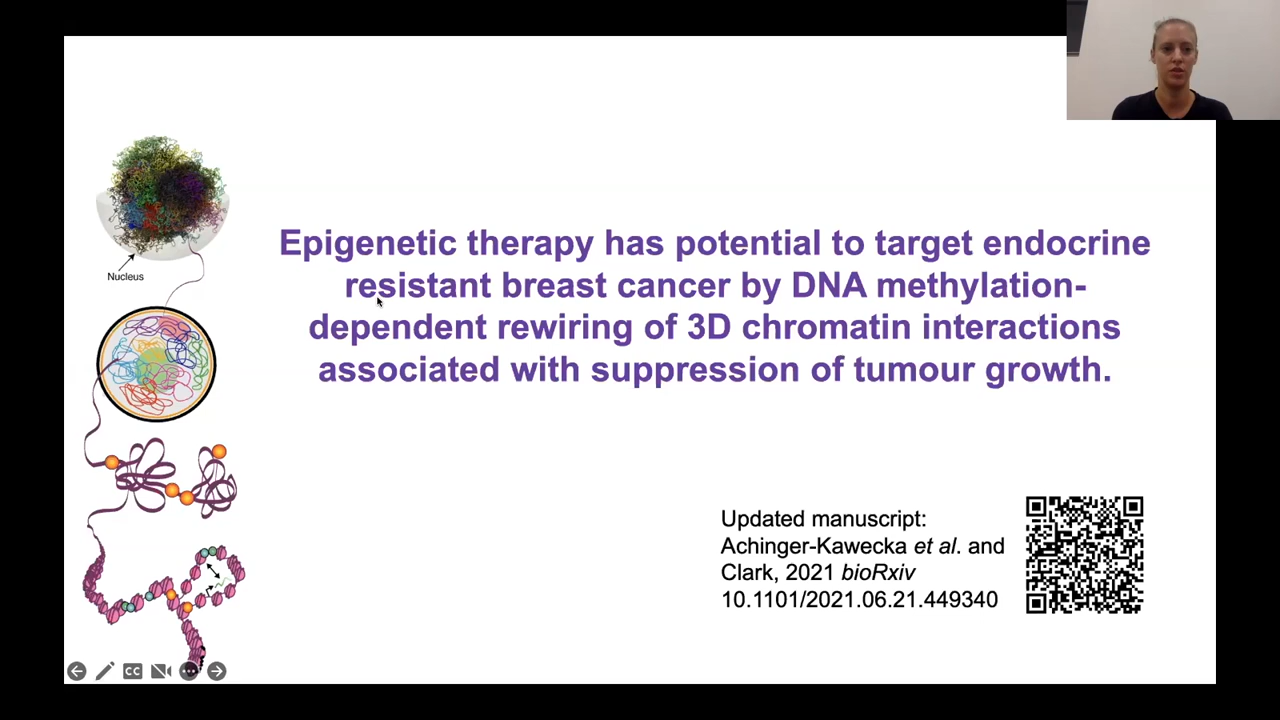 Nucleus
Epigenetic therapy has potential to target endocrine
resistant breast cancer by DNA methylation-
dependent rewiring of 3D chromatin interactions
associated with suppression of tumour growth.
Updated manuscript:
Achinger-Kawecka et al. and
Clark, 2021 bioRxiv
10.1101/2021.06.21.449340
CC